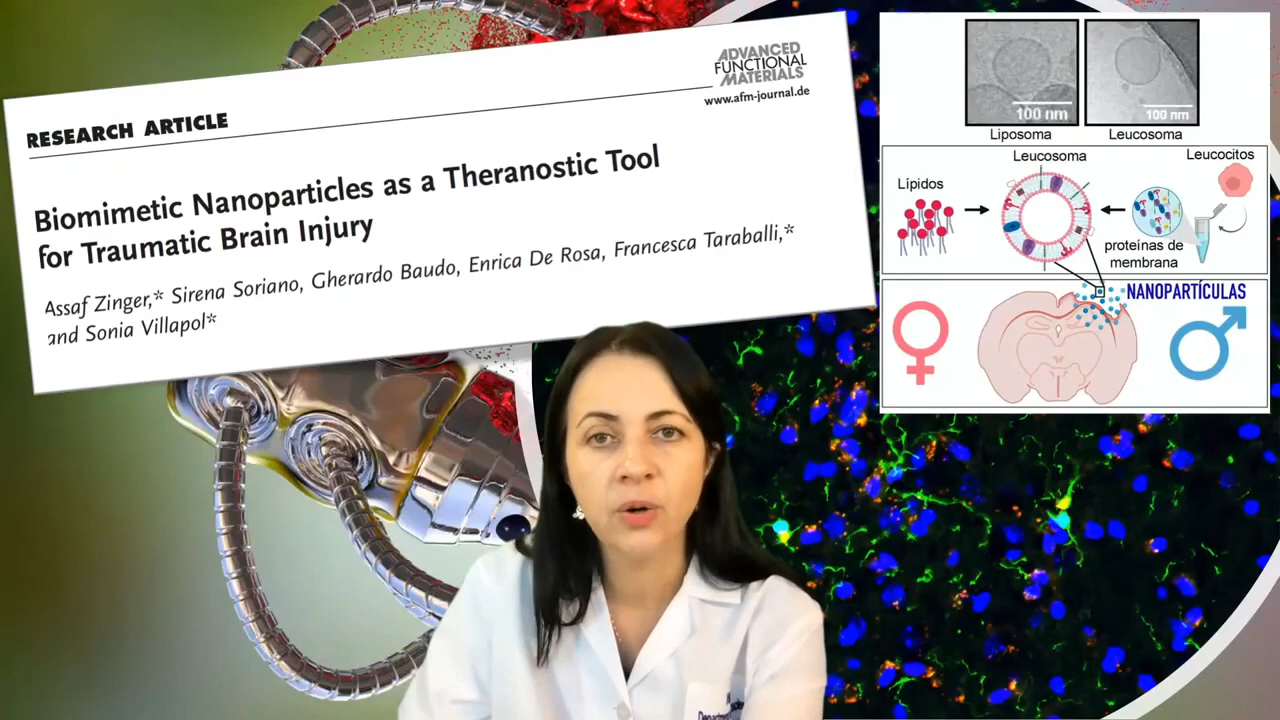 ADVANCED
FUNCTIONAL
MATERIALS
www.afm-journal.de
RESEARCH ARTICLE
Biomimetic Nanoparticles as a Theranostic Tool
for Traumatic Brain Injury
Assaf Zinger,* Sirena Soriano, Gherardo Baudo, Enrica De Rosa, Francesca Taraballi,*
and Sonia Villapol*
100 nm
100 nm
Liposoma
Leucosoma
Leucosoma
Leucocitos
Lípidos
proteínas de
membrana
NANOPARTÍCULAS